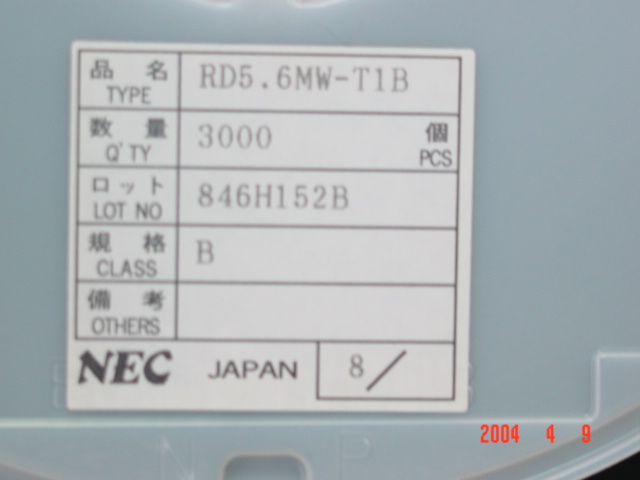 品名 RD5.6MW-T1B
TYPE
数量 3000 個
Q'TY PCS
ロット 846H152B
LOT NO
規格 B
CLASS
備考
OTHERS
NEC JAPAN 8/
2004 4 9
N P